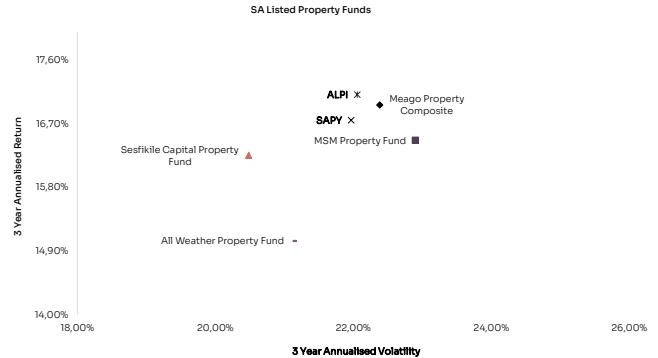 SA Listed Property Funds
3 Year Annualised Return
17,60%
16,70%
15,80%
14,90%
14,00%
ALPI
Meago Property
Composite
SAPY
MSM Property Fund
Sesfikile Capital Property
Fund
All Weather Property Fund
18,00%
20,00%
22,00%
24,00%
26,00%
3 Year Annualised Volatility